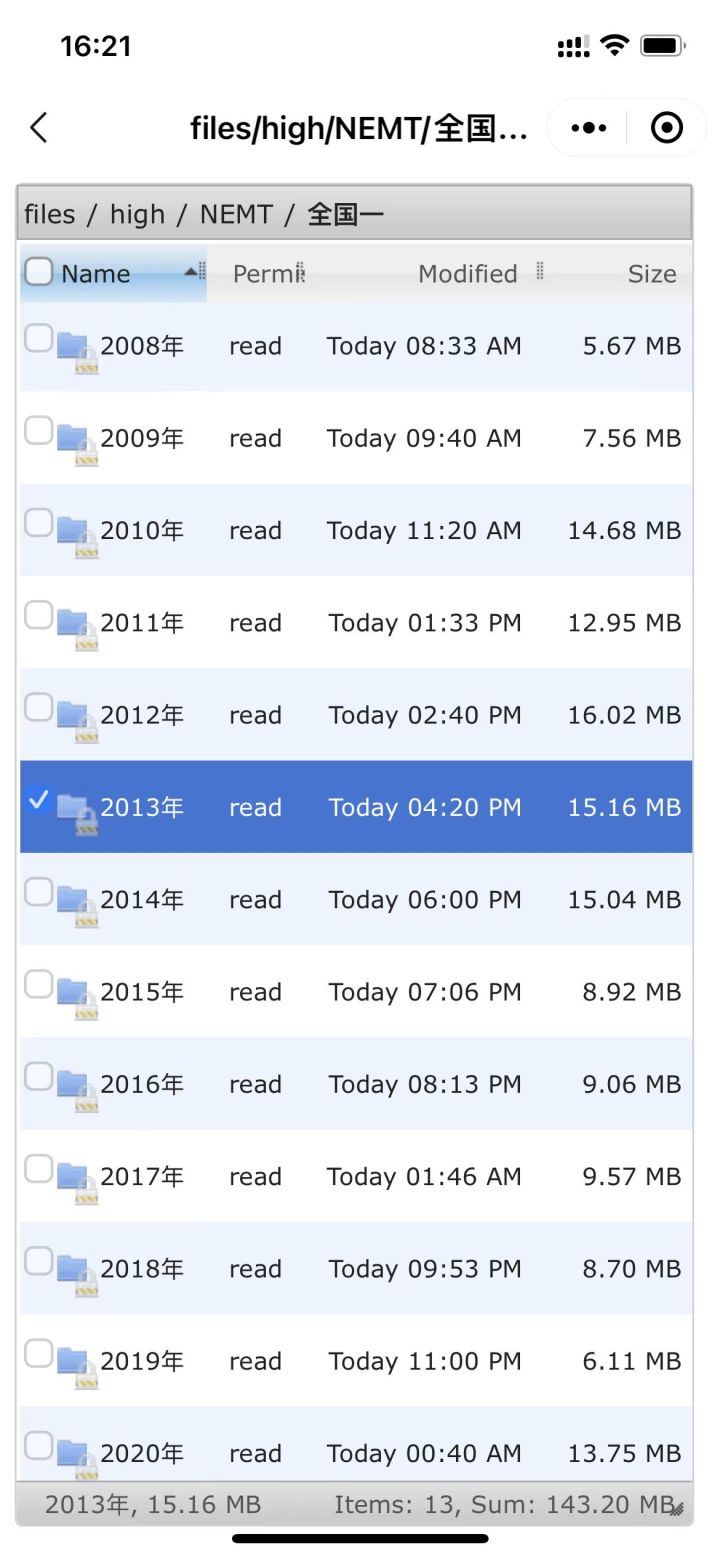 16:21
files/high/NEMT/全国...
files / high / NEMT / 全国一
Name Permi Modified Size
2008年 read Today 08:33 AM 5.67 MB
2009年 read Today 09:40 AM 7.56 MB
2010年 read Today 11:20 AM 14.68 MB
2011年 read Today 01:33 PM 12.95 MB
2012年 read Today 02:40 PM 16.02 MB
2013年 read Today 04:20 PM 15.16 MB
2014年 read Today 06:00 PM 15.04 MB
2015年 read Today 07:06 PM 8.92 MB
2016年 read Today 08:13 PM 9.06 MB
2017年 read Today 01:46 AM 9.57 MB
2018年 read Today 09:53 PM 8.70 MB
2019年 read Today 11:00 PM 6.11 MB
2020年 read Today 00:40 AM 13.75 MB
2013年, 15.16 MB Items: 13, Sum: 143.20 MB